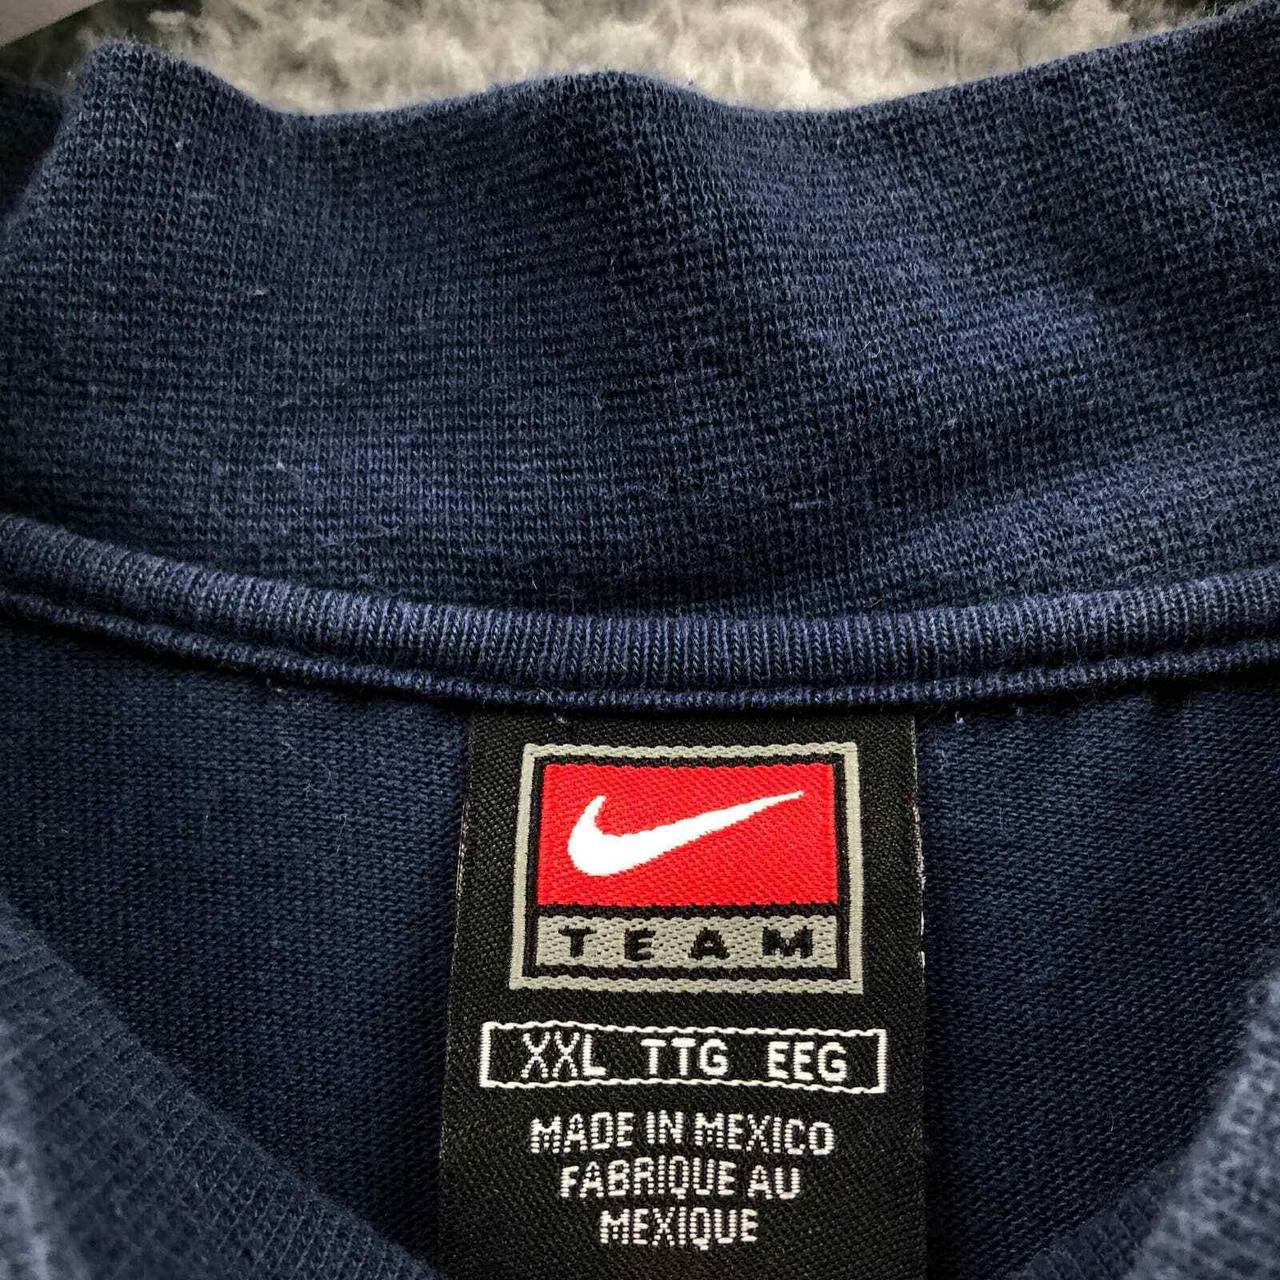 TEAM
XXL TTG EEG
MADE IN MEXICO
FABRIQUE AU
MEXIQUE